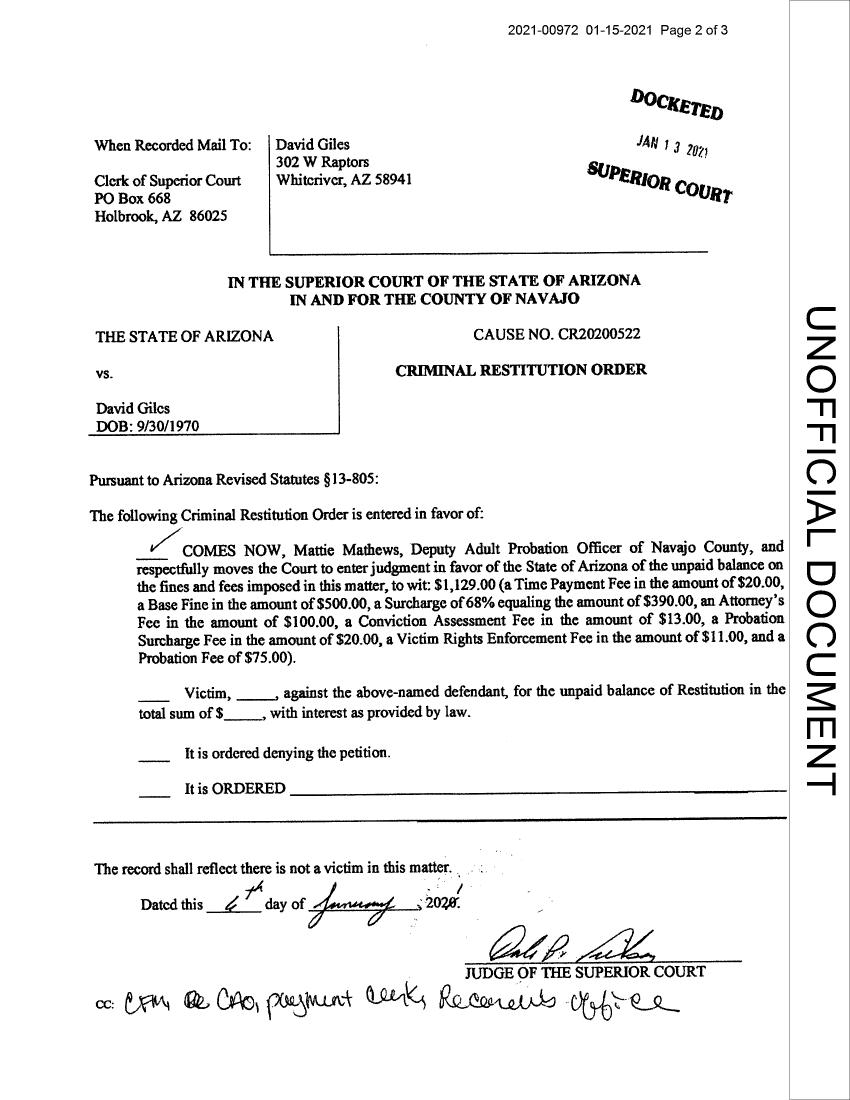 2021-00972 01-15-2021 Page 2 of 3
DOCKETED
JAN 13 2021
SUPERIOR COURT
When Recorded Mail To:
Clerk of Superior Court
PO Box 668
Holbrook, AZ 86025
David Giles
302 W Raptors
Whiteriver, AZ 58941
IN THE SUPERIOR COURT OF THE STATE OF ARIZONA
IN AND FOR THE COUNTY OF NAVAJO
THE STATE OF ARIZONA
vs.
David Giles
DOB: 9/30/1970
CAUSE NO. CR20200522
CRIMINAL RESTITUTION ORDER
Pursuant to Arizona Revised Statutes §13-805:
The following Criminal Restitution Order is entered in favor of:
✓ COMES NOW, Mattie Mathews, Deputy Adult Probation Officer of Navajo County, and
respectfully moves the Court to enter judgment in favor of the State of Arizona of the unpaid balance on
the fines and fees imposed in this matter, to wit: $1,129.00 (a Time Payment Fee in the amount of $20.00,
a Base Fine in the amount of $500.00, a Surcharge of 68% equaling the amount of $390.00, an Attorney's
Fee in the amount of $100.00, a Conviction Assessment Fee in the amount of $13.00, a Probation
Surcharge Fee in the amount of $20.00, a Victim Rights Enforcement Fee in the amount of $11.00, and a
Probation Fee of $75.00).
____ Victim, _____, against the above-named defendant, for the unpaid balance of Restitution in the
total sum of $_____, with interest as provided by law.
____ It is ordered denying the petition.
____ It is ORDERED ____
The record shall reflect there is not a victim in this matter.
Dated this 6th day of January, 2021.
JUDGE OF THE SUPERIOR COURT
cc: CFM, CAO, payment clerk, Recorders office
UNOFFICIAL DOCUMENT